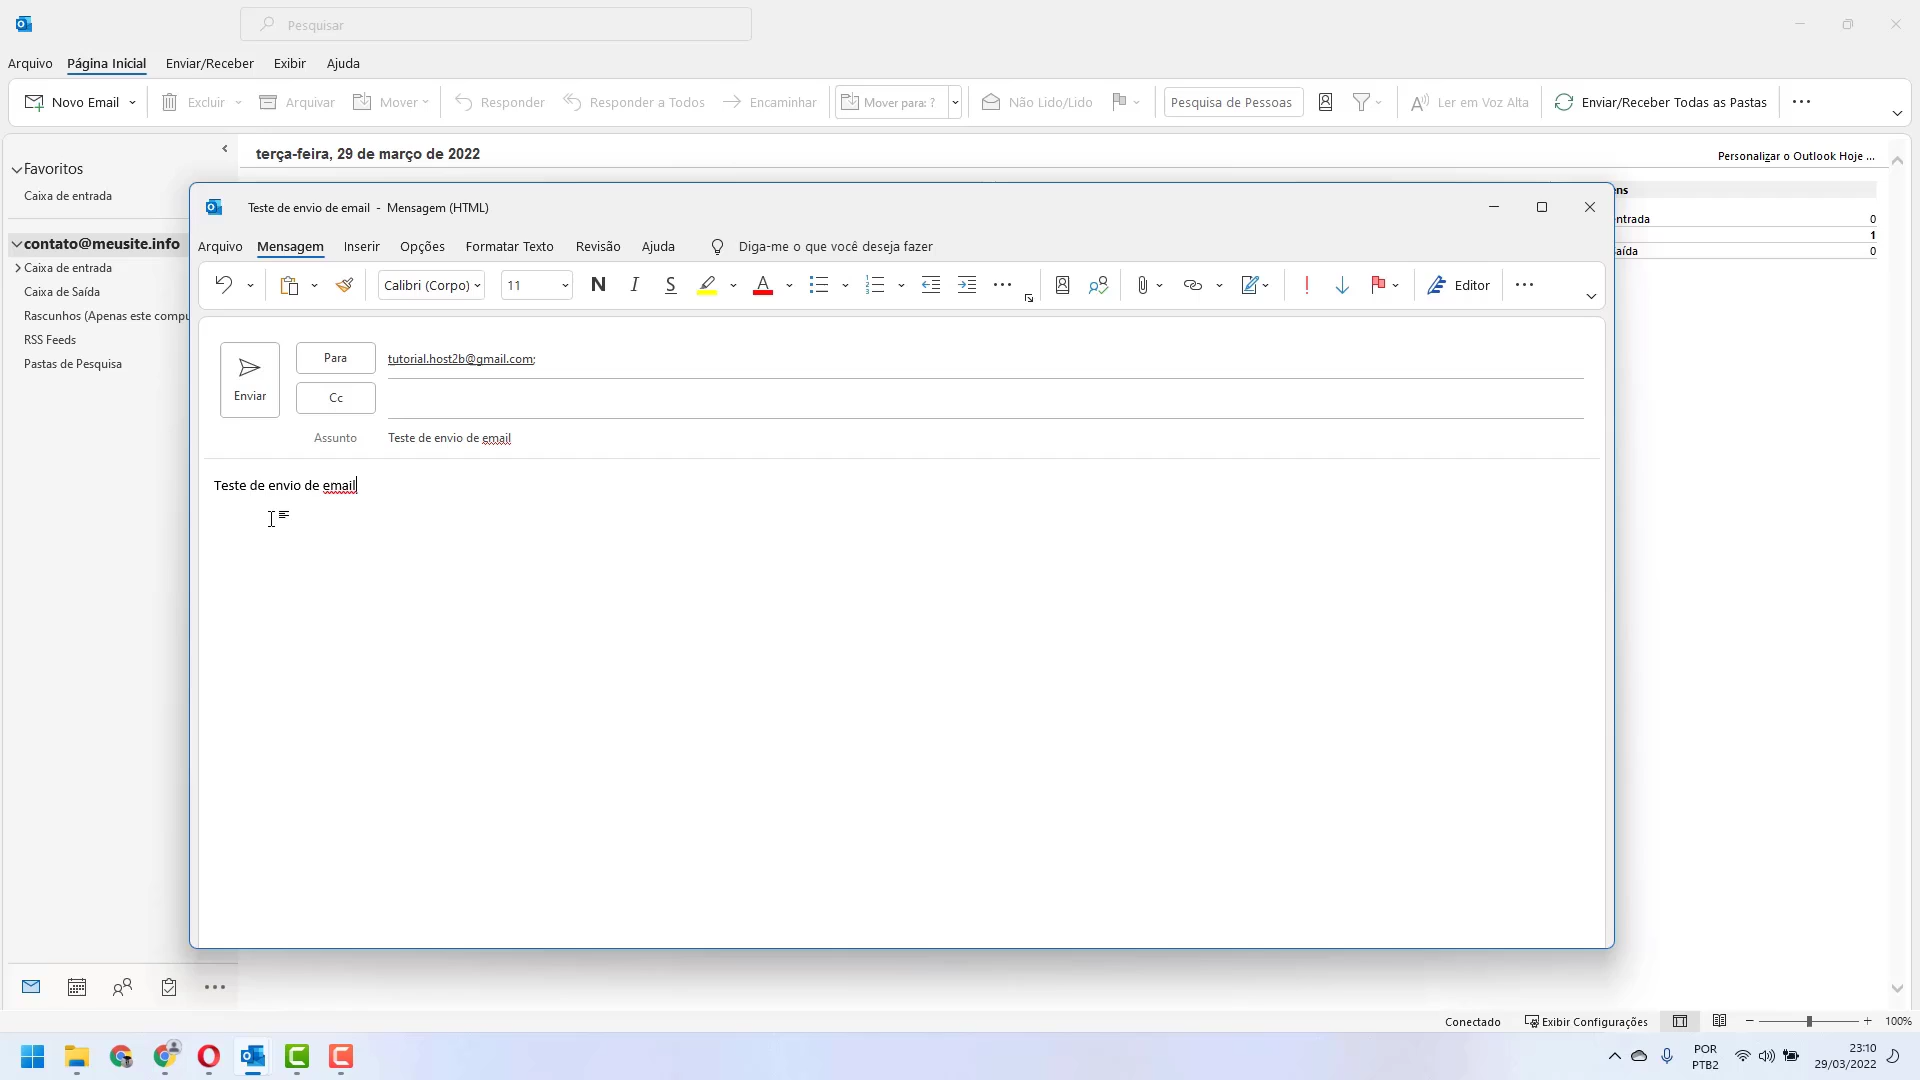 Pesquisar
Arquivo Página Inicial Enviar/Receber Exibir Ajuda
Novo Email Excluir Arquivar Mover Responder Responder a Todos Encaminhar Mover para: ? Não Lido/Lido Pesquisa de Pessoas Ler em Voz Alta Enviar/Receber Todas as Pastas
terça-feira, 29 de março de 2022 Personalizar o Outlook Hoje ...
Favoritos
Caixa de entrada
contato@meusite.info
Caixa de entrada
Caixa de Saída
Rascunhos (Apenas este compu
RSS Feeds
Pastas de Pesquisa
ens
entrada 0
1
aída 0
Teste de envio de email - Mensagem (HTML)
Arquivo Mensagem Inserir Opções Formatar Texto Revisão Ajuda Diga-me o que você deseja fazer
Calibri (Corpo) 11 N I S A Editor
Enviar
Para tutorial.host2b@gmail.com;
Cc
Assunto Teste de envio de email
Teste de envio de email
Conectado Exibir Configurações 100%
POR
PTB2
23:10
29/03/2022